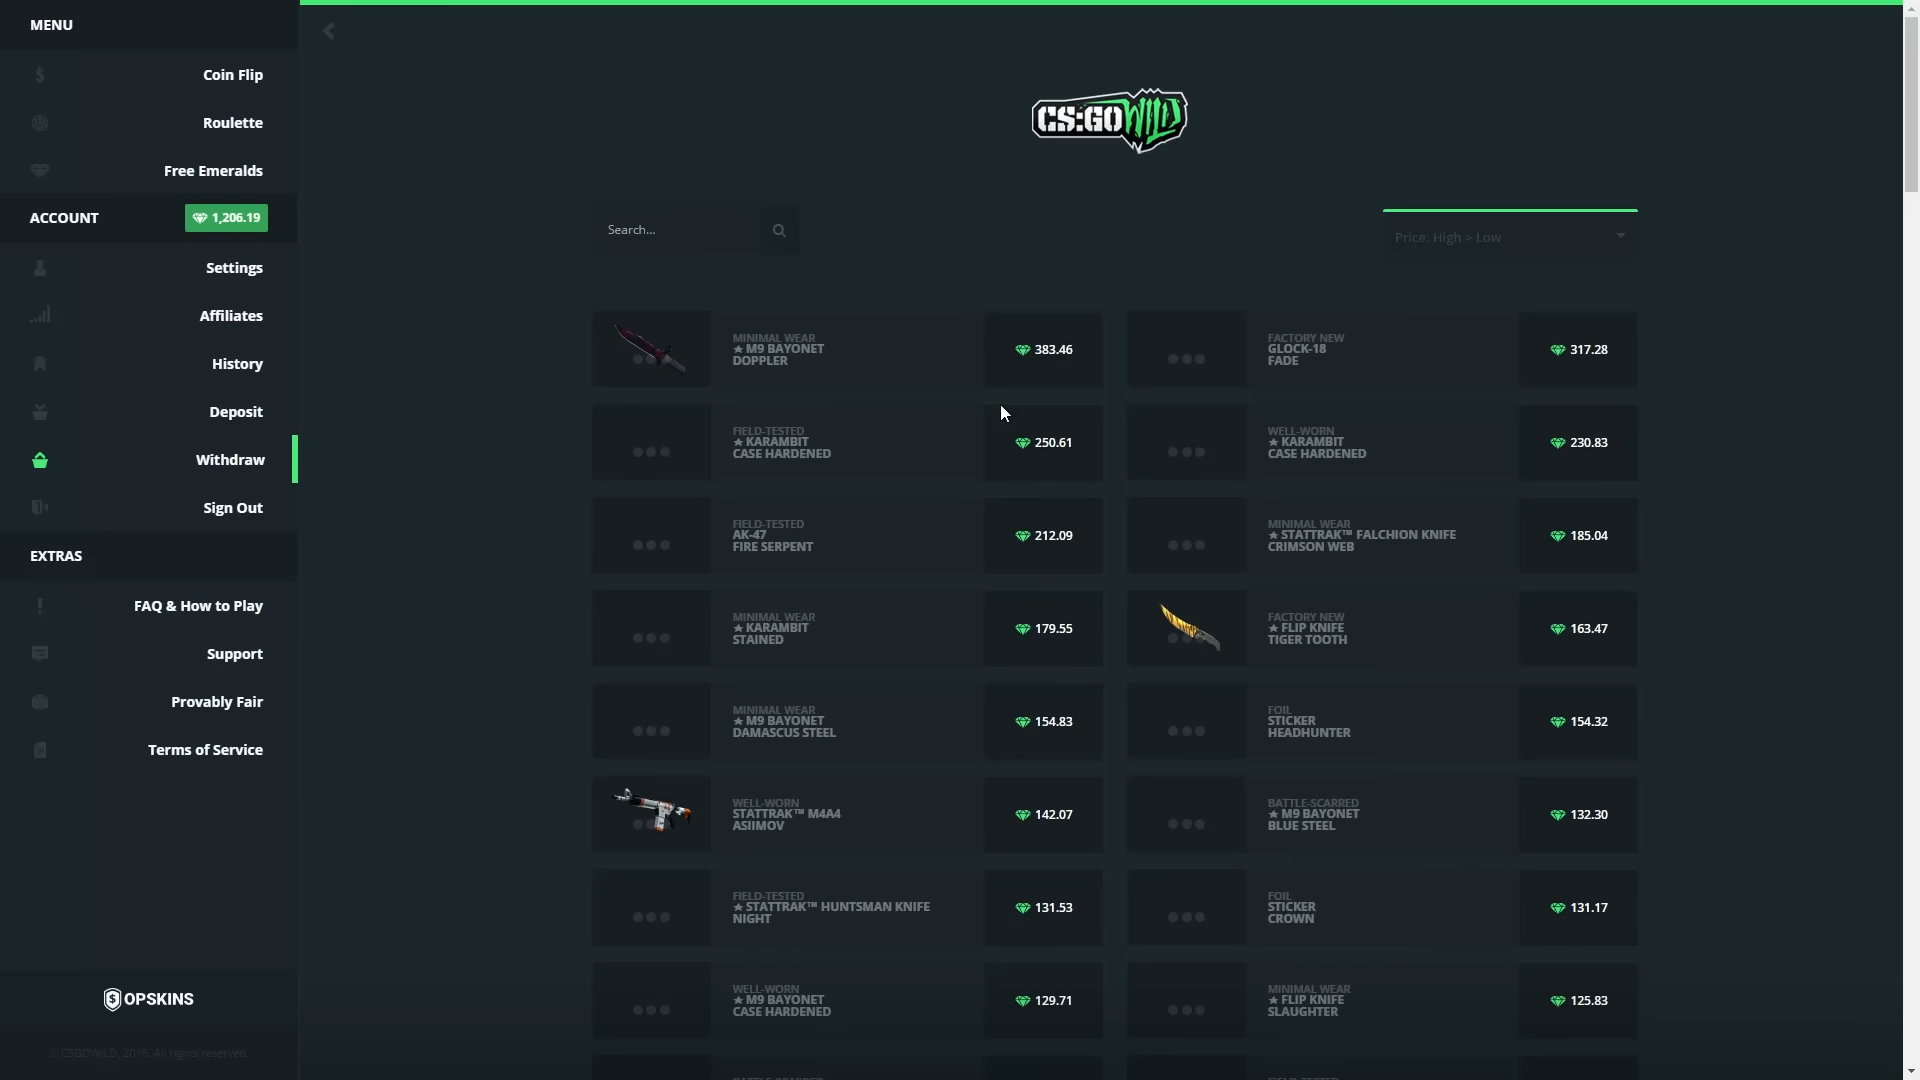 MENU
Coin Flip
Roulette
Free Emeralds
ACCOUNT
1,206.19
Settings
Affiliates
History
Deposit
Withdraw
Sign Out
EXTRAS
FAQ & How to Play
Support
Provably Fair
Terms of Service
OPSKINS
© CSGOWILD, 2016. All rights reserved.
CS:GO WILD
Search...
Price: High > Low
MINIMAL WEAR
★ M9 BAYONET
DOPPLER
383.46
FACTORY NEW
GLOCK-18
FADE
317.28
FIELD-TESTED
★ KARAMBIT
CASE HARDENED
250.61
WELL-WORN
★ KARAMBIT
CASE HARDENED
230.83
FIELD-TESTED
AK-47
FIRE SERPENT
212.09
MINIMAL WEAR
★ STATTRAK™ FALCHION KNIFE
CRIMSON WEB
185.04
MINIMAL WEAR
★ KARAMBIT
STAINED
179.55
FACTORY NEW
★ FLIP KNIFE
TIGER TOOTH
163.47
MINIMAL WEAR
★ M9 BAYONET
DAMASCUS STEEL
154.83
FOIL
STICKER
HEADHUNTER
154.32
WELL-WORN
STATTRAK™ M4A4
ASIIMOV
142.07
BATTLE-SCARRED
★ M9 BAYONET
BLUE STEEL
132.30
FIELD-TESTED
★ STATTRAK™ HUNTSMAN KNIFE
NIGHT
131.53
FOIL
STICKER
CROWN
131.17
WELL-WORN
★ M9 BAYONET
CASE HARDENED
129.71
MINIMAL WEAR
★ FLIP KNIFE
SLAUGHTER
125.83